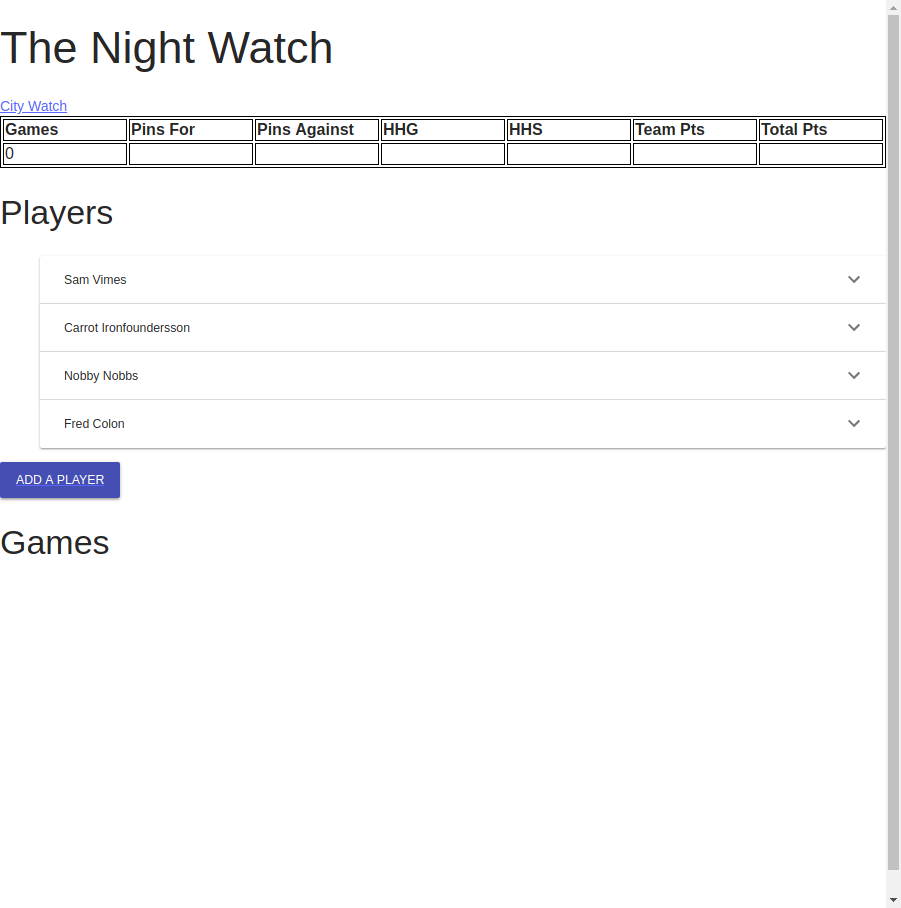 The Night Watch
City Watch
Games Pins For Pins Against HHG HHS Team Pts Total Pts
0
Players
Sam Vimes
Carrot Ironfoundersson
Nobby Nobbs
Fred Colon
ADD A PLAYER
Games